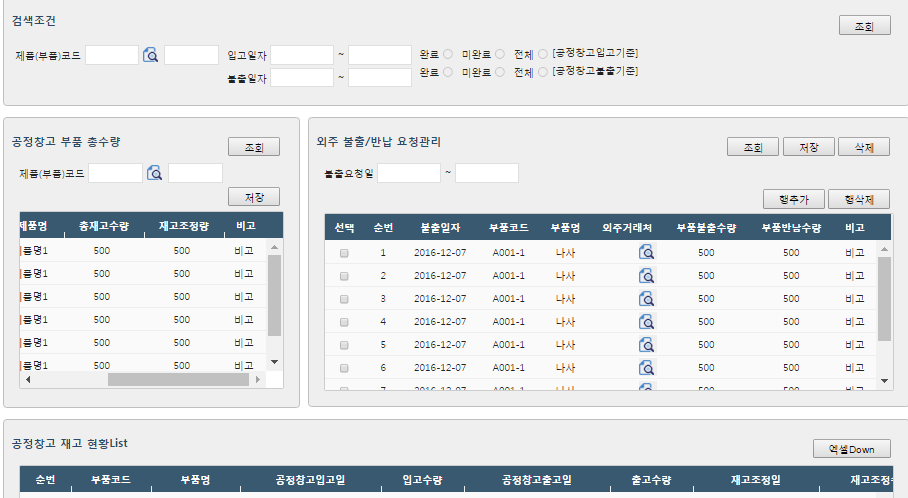 검색조건
조회
제품(부품)코드 입고일자 ~ 완료 미완료 전체 [공정창고입고기준]
불출일자 ~ 완료 미완료 전체 [공정창고불출기준]
공정창고 부품 총수량
조회
제품(부품)코드
저장
제품명 총재고수량 재고조정량 비고
품명1 500 500 비고
품명1 500 500 비고
품명1 500 500 비고
품명1 500 500 비고
품명1 500 500 비고
품명1 500 500 비고
외주 불출/반납 요청관리
조회 저장 삭제
불출요청일 ~
행추가 행삭제
선택 순번 불출일자 부품코드 부품명 외주거래처 부품불출수량 부품반납수량 비고
1 2016-12-07 A001-1 나사 500 500 비고
2 2016-12-07 A001-1 나사 500 500 비고
3 2016-12-07 A001-1 나사 500 500 비고
4 2016-12-07 A001-1 나사 500 500 비고
5 2016-12-07 A001-1 나사 500 500 비고
6 2016-12-07 A001-1 나사 500 500 비고
7 2016-12-07 A001-1 나사 500 500 비고
공정창고 재고 현황List
엑셀Down
순번 부품코드 부품명 공정창고입고일 입고수량 공정창고출고일 출고수량 재고조정일 재고조정